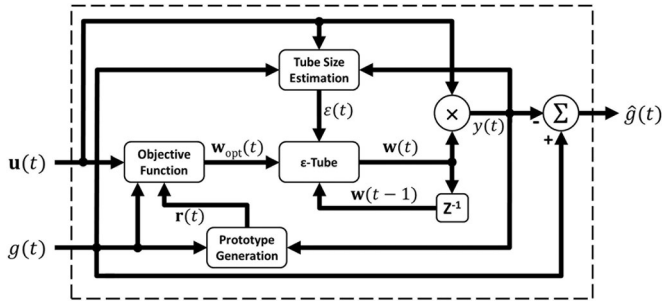 Tube Size
Estimation
ε(t)
×
y(t)
-
Σ
+
ĝ(t)
u(t)
Objective
Function
w_opt(t)
ε-Tube
w(t)
w(t − 1)
Z⁻¹
r(t)
g(t)
Prototype
Generation